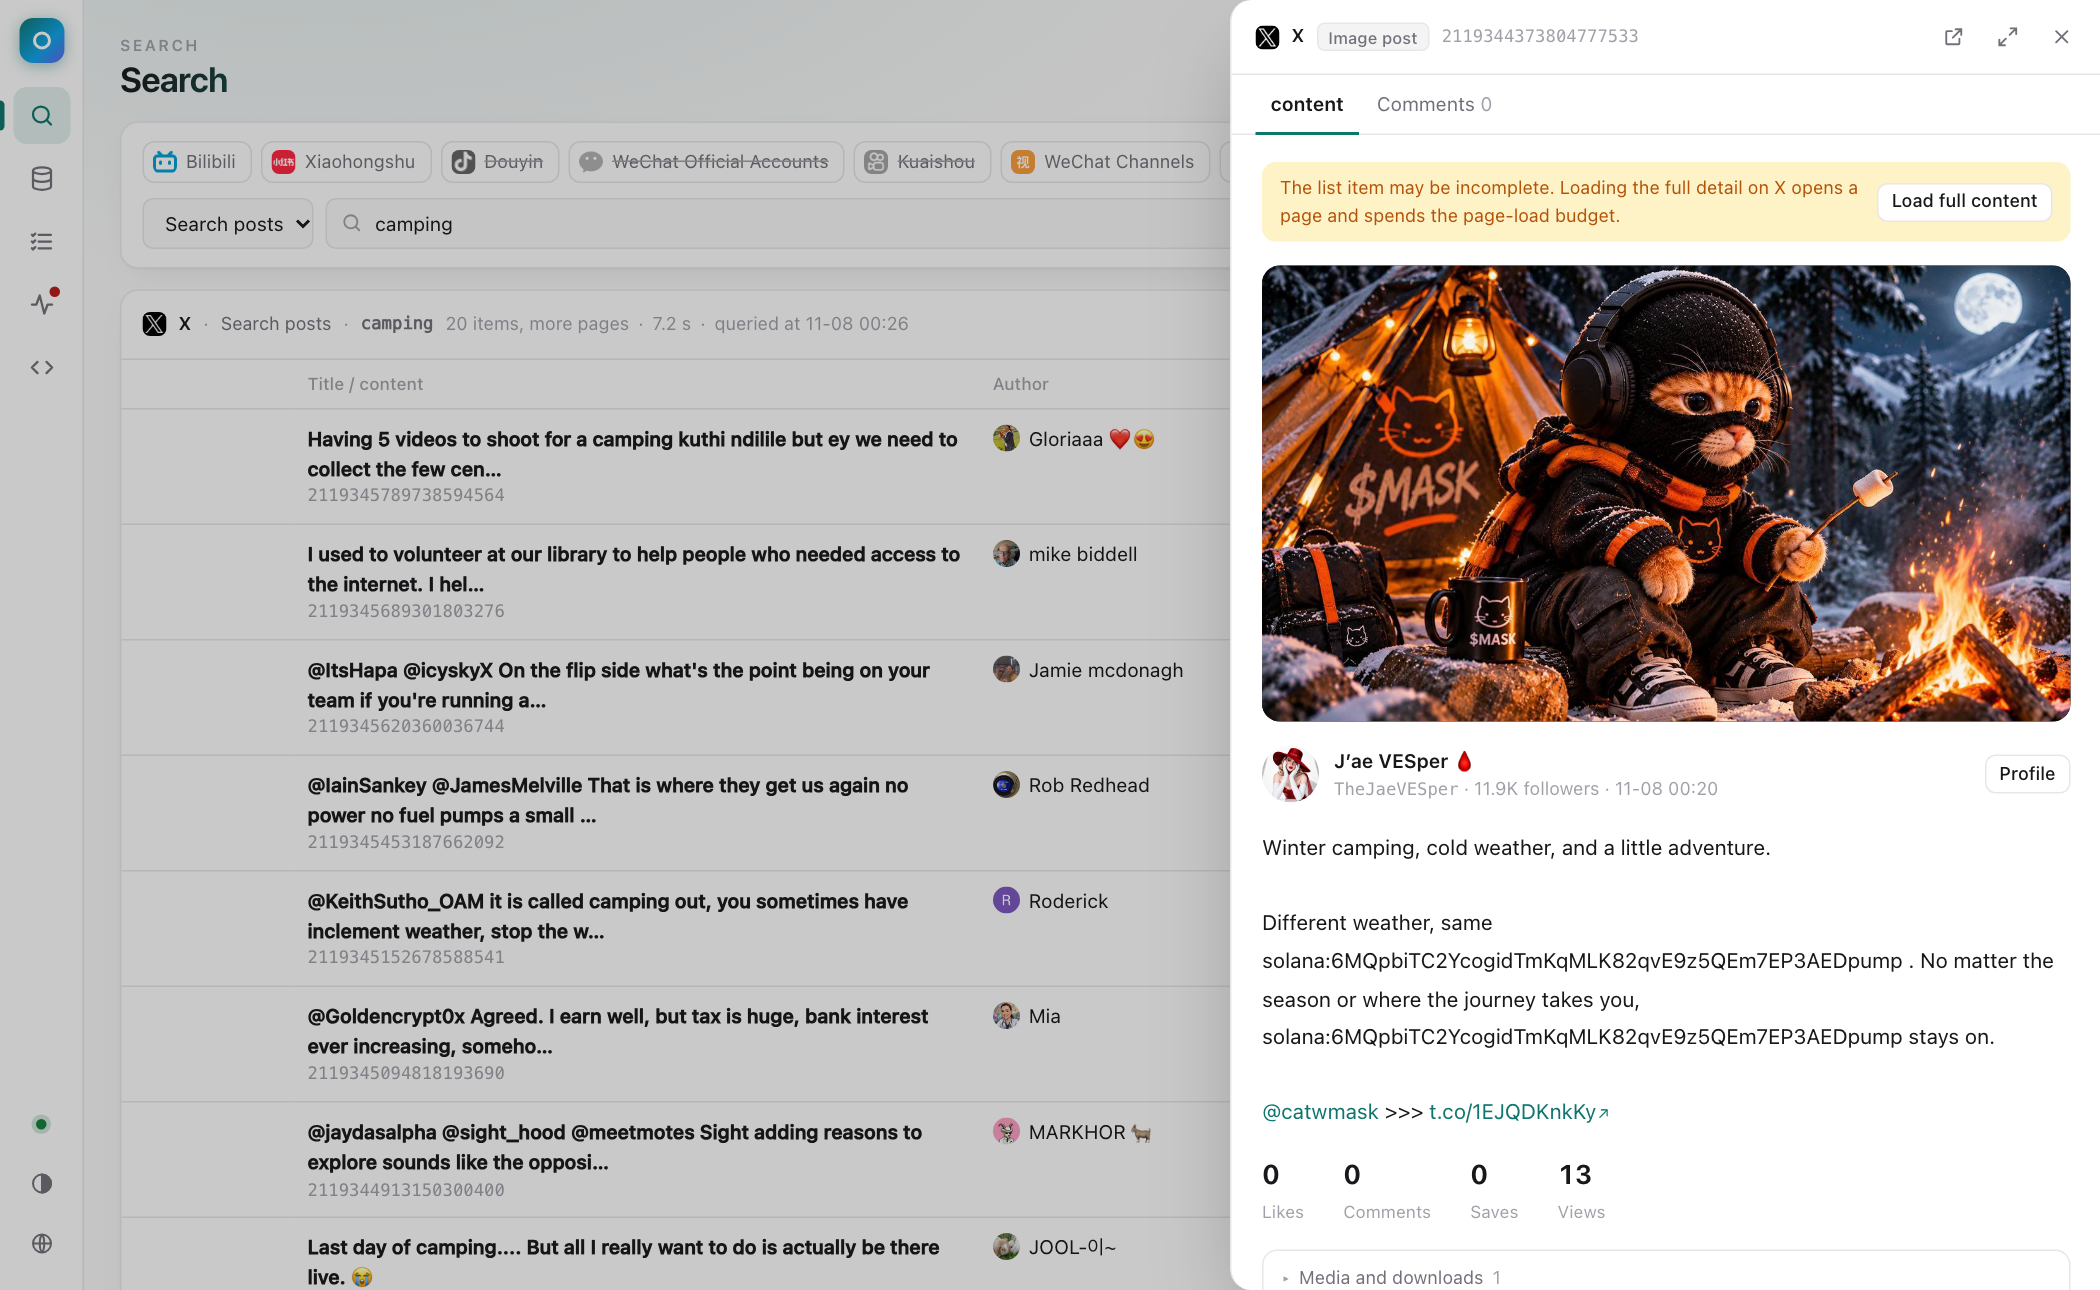 SEARCH
Search
Bilibili
小红书
Xiaohongshu
Douyin
WeChat Official Accounts
Kuaishou
视
WeChat Channels
Search posts
camping
X · Search posts · camping 20 items, more pages · 7.2 s · queried at 11-08 00:26
Title / content
Author
Having 5 videos to shoot for a camping kuthi ndilile but ey we need to
collect the few cen...
2119345789738594564
Gloriaaa ❤️😍
I used to volunteer at our library to help people who needed access to
the internet. I hel...
2119345689301803276
mike biddell
@ItsHapa @icyskyX On the flip side what's the point being on your
team if you're running a...
2119345620360036744
Jamie mcdonagh
@IainSankey @JamesMelville That is where they get us again no
power no fuel pumps a small ...
2119345453187662092
Rob Redhead
@KeithSutho_OAM it is called camping out, you sometimes have
inclement weather, stop the w...
2119345152678588541
R
Roderick
@Goldencrypt0x Agreed. I earn well, but tax is huge, bank interest
ever increasing, someho...
2119345094818193690
Mia
@jaydasalpha @sight_hood @meetmotes Sight adding reasons to
explore sounds like the opposi...
2119344913150300400
MARKHOR 🐐
Last day of camping.... But all I really want to do is actually be there
live. 😭
JOOL-이~
X
Image post
2119344373804777533
content
Comments 0
The list item may be incomplete. Loading the full detail on X opens a
page and spends the page-load budget.
Load full content
$MASK
$MASK
J'ae VESper 🩸
TheJaeVESper · 11.9K followers · 11-08 00:20
Profile
Winter camping, cold weather, and a little adventure.
Different weather, same
solana:6MQpbiTC2YcogidTmKqMLK82qvE9z5QEm7EP3AEDpump . No matter the
season or where the journey takes you,
solana:6MQpbiTC2YcogidTmKqMLK82qvE9z5QEm7EP3AEDpump stays on.
@catwmask >>> t.co/1EJQDKnkKy↗
0 0 0 13
Likes Comments Saves Views
Media and downloads 1